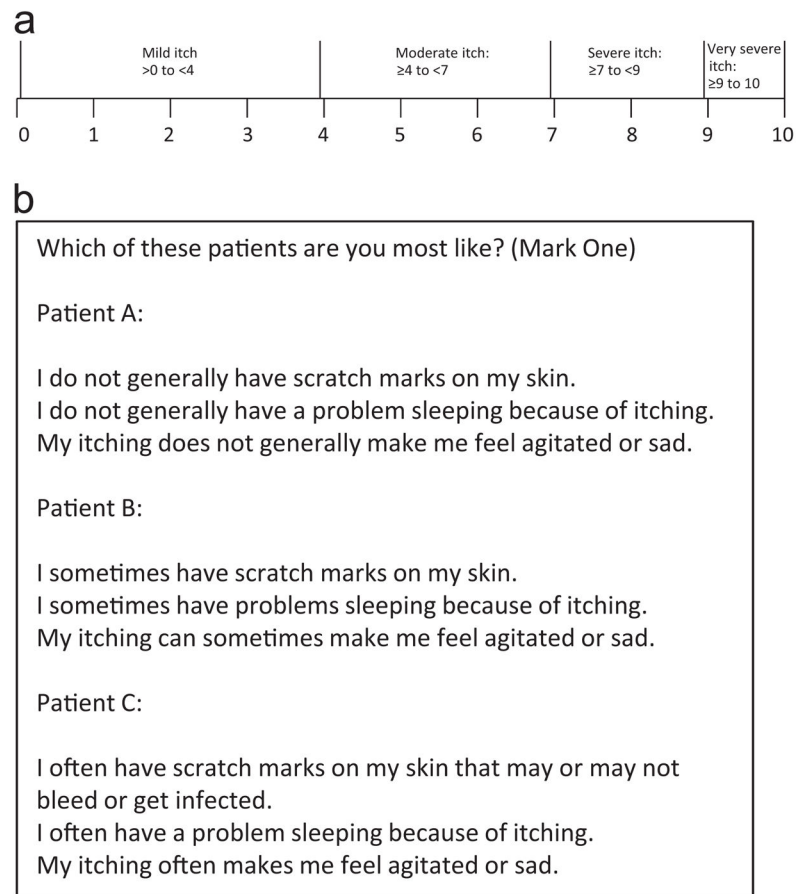 a
Mild itch
>0 to <4
Moderate itch:
≥4 to <7
Severe itch:
≥7 to <9
Very severe
itch:
≥9 to 10
0 1 2 3 4 5 6 7 8 9 10
b
Which of these patients are you most like? (Mark One)
Patient A:
I do not generally have scratch marks on my skin.
I do not generally have a problem sleeping because of itching.
My itching does not generally make me feel agitated or sad.
Patient B:
I sometimes have scratch marks on my skin.
I sometimes have problems sleeping because of itching.
My itching can sometimes make me feel agitated or sad.
Patient C:
I often have scratch marks on my skin that may or may not
bleed or get infected.
I often have a problem sleeping because of itching.
My itching often makes me feel agitated or sad.